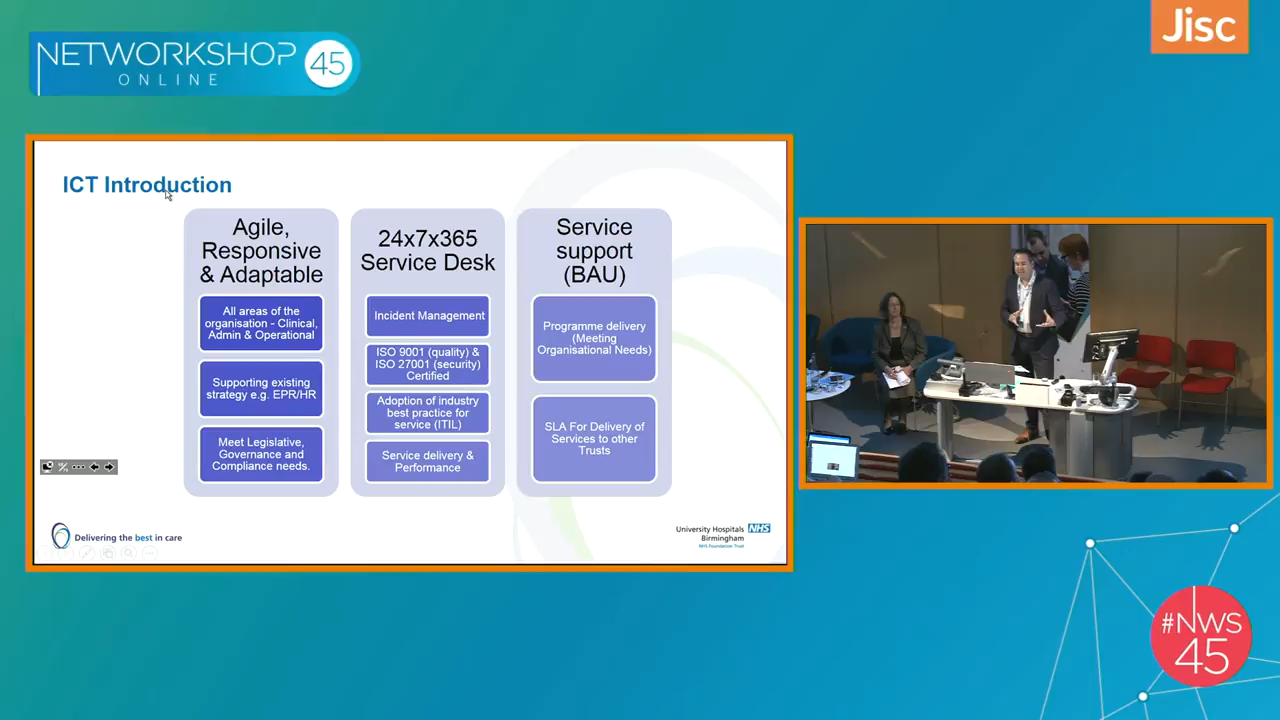 NETWORKSHOP
45
ONLINE
Jisc
ICT Introduction
Agile,
Responsive
& Adaptable
All areas of the
organisation - Clinical,
Admin & Operational
Supporting existing
strategy e.g. EPR/HR
Meet Legislative,
Governance and
Compliance needs.
24x7x365
Service Desk
Incident Management
ISO 9001 (quality) &
ISO 27001 (security)
Certified
Adoption of industry
best practice for
service (ITIL)
Service delivery &
Performance
Service
support
(BAU)
Programme delivery
(Meeting
Organisational Needs)
SLA For Delivery of
Services to other
Trusts
Delivering the best in care
University Hospitals NHS
Birmingham
NHS Foundation Trust
#NWS
45